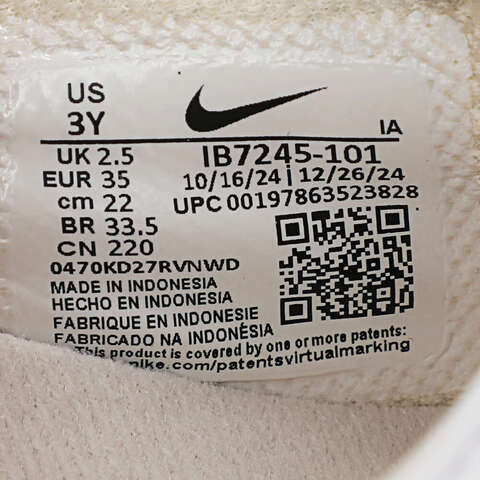 US
3Y
IA
UK 2.5
IB7245-101
EUR 35
10/16/24 | 12/26/24
cm 22
UPC 00197863523828
BR 33.5
CN 220
0470KD27RVNWD
MADE IN INDONESIA
HECHO EN INDONESIA
FABRIQUE EN INDONESIE
FABRICADO NA INDONÉSIA
This product is covered by one or more patents:
nike.com/patentsvirtualmarking